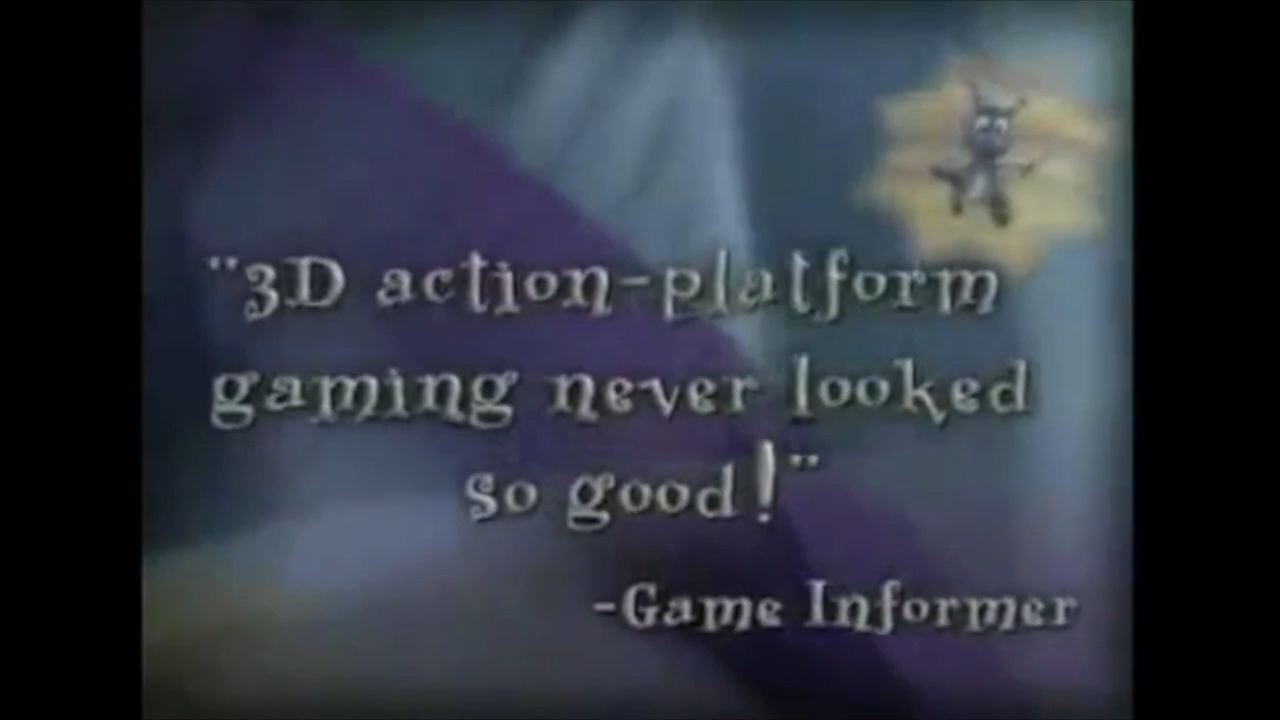 "3D action-platform
gaming never looked
so good!"
-Game Informer